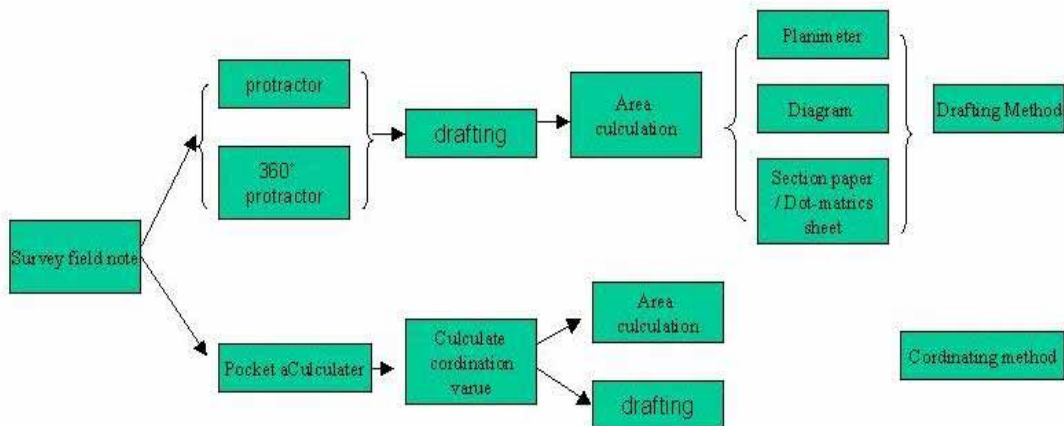 Survey field note
protractor
360°
protractor
drafting
Area
culculation
Planimeter
Diagram
Section paper
/ Dot-matrics
sheet
Drafting Method
Pocket aCulculater
Culculate
cordination
varue
Area
culculation
drafting
Cordinating method